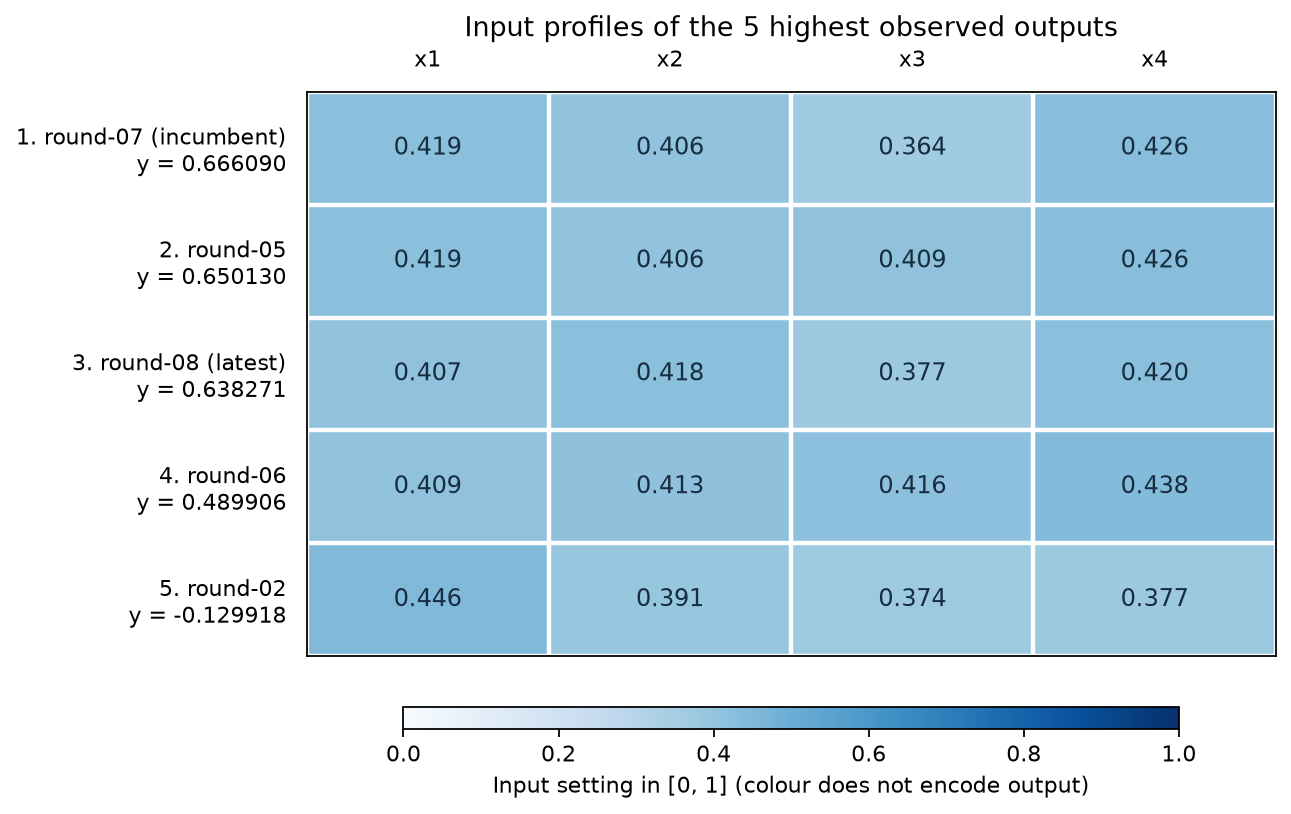 Input profiles of the 5 highest observed outputs
x1 x2 x3 x4
1. round-07 (incumbent)
y = 0.666090
0.419 0.406 0.364 0.426
2. round-05
y = 0.650130
0.419 0.406 0.409 0.426
3. round-08 (latest)
y = 0.638271
0.407 0.418 0.377 0.420
4. round-06
y = 0.489906
0.409 0.413 0.416 0.438
5. round-02
y = -0.129918
0.446 0.391 0.374 0.377
0.0 0.2 0.4 0.6 0.8 1.0
Input setting in [0, 1] (colour does not encode output)